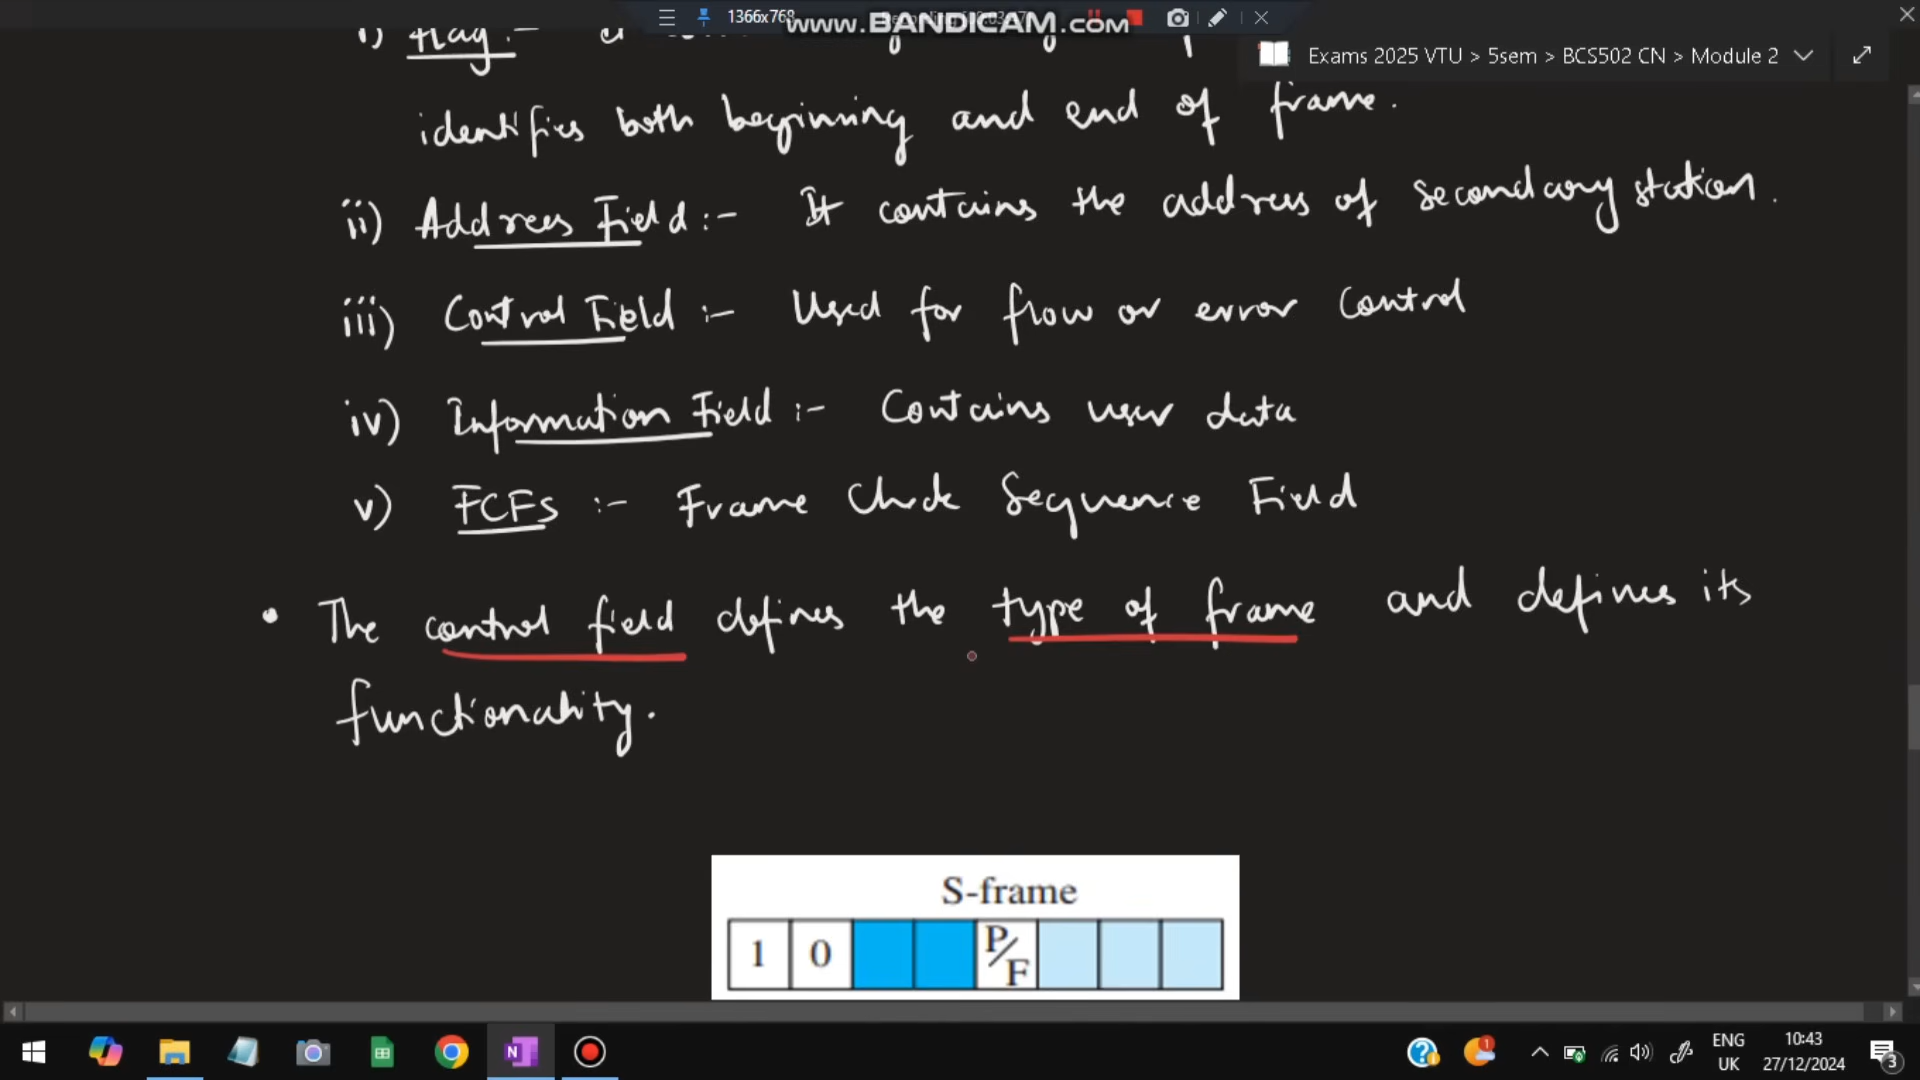 1366x768
www.BANDICAM.com
Exams 2025 VTU > 5sem > BCS502 CN > Module 2
i) flag :-
identifies both beginning and end of frame.
ii) Address Field :- It contains the address of secondary station.
iii) Control Field :- Used for flow or error control
iv) Information Field :- Contains user data
v) FCFs :- Frame Check Sequence Field
• The control field defines the type of frame and defines its
functionality.
S-frame
1 0 P/F
ENG
UK
10:43
27/12/2024
3
1